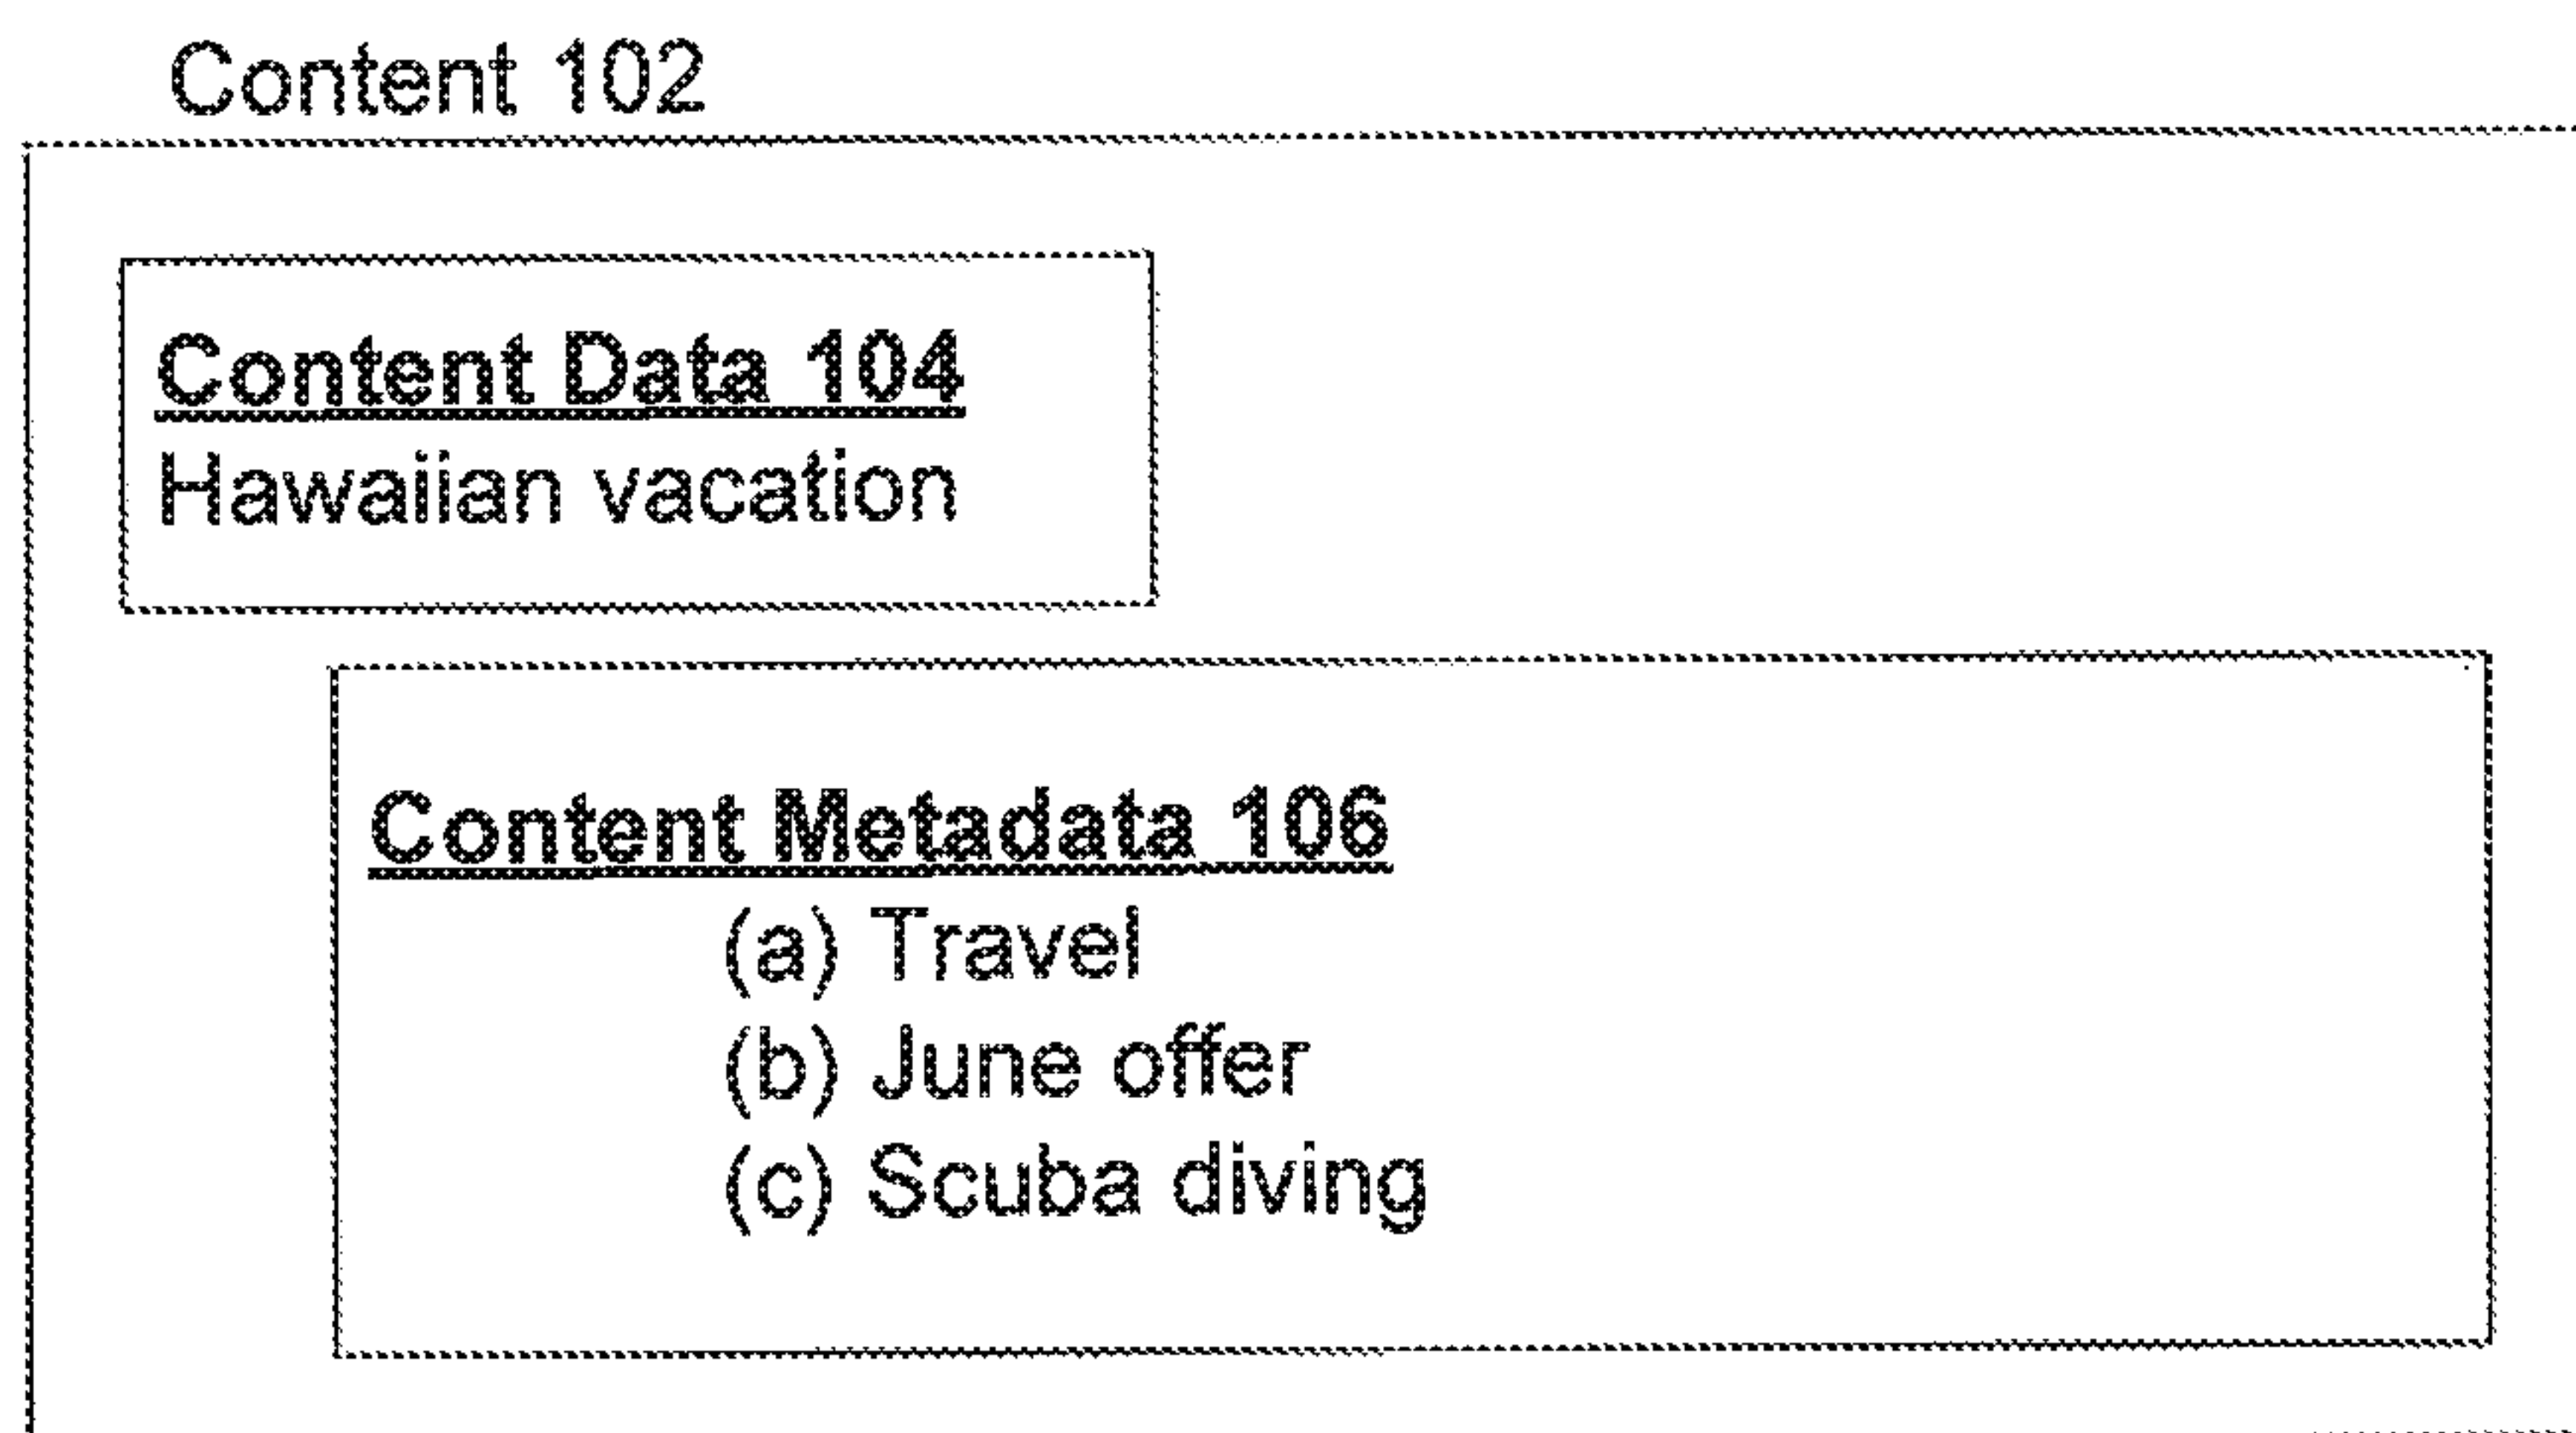 Content 102
Content Data 104
Hawaiian vacation
Content Metadata 106
(a) Travel
(b) June offer
(c) Scuba diving